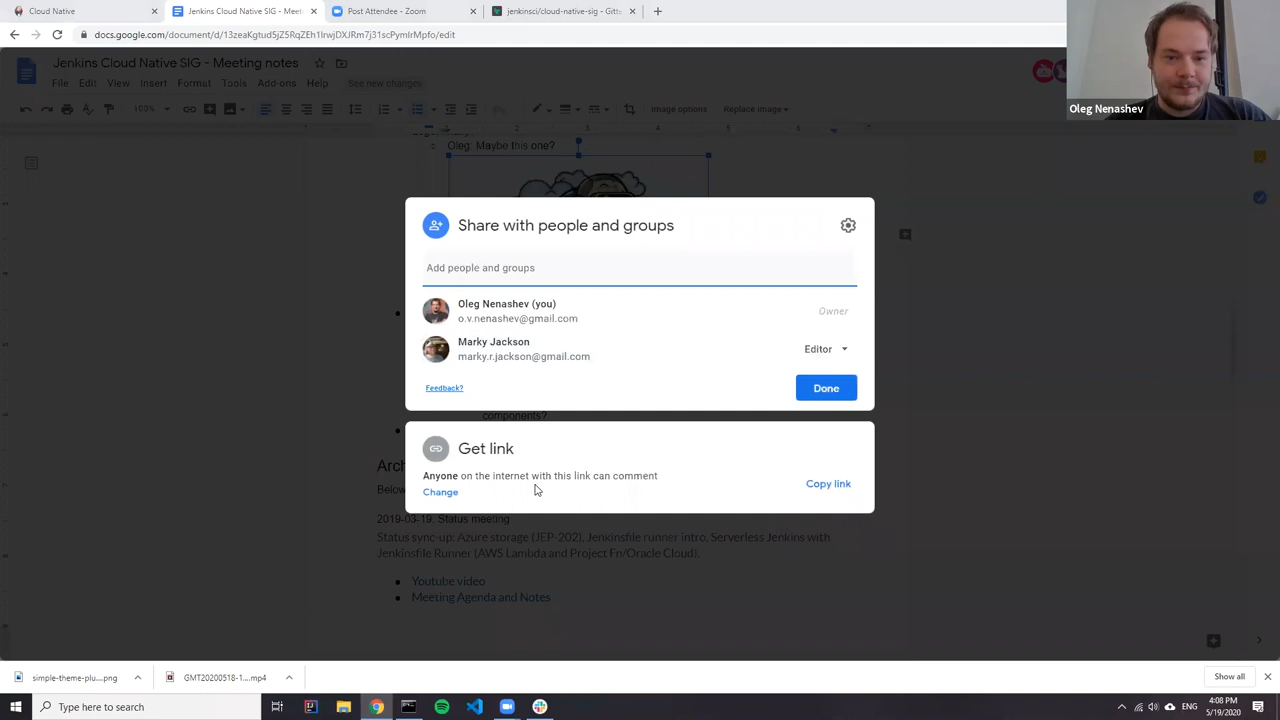 Cloud Native
Jenkins Cloud Native SIG - Meet
Post Attendee - Zoom
jenkinsci/cloud-native-sig - Gitt
docs.google.com/document/d/13zeaKgtud5jZ5RqZEh1lrwjDXJRm7j31scPymIrMpfo/edit
Jenkins Cloud Native SIG - Meeting notes
File Edit View Insert Format Tools Help See new changes
100%
Image options
Replace image
Oleg Nenashev
Oleg: Maybe this one?
Share with people and groups
Add people and groups
Oleg Nenashev (you)
o.v.nenashev@gmail.com
Owner
Marky Jackson
marky.r.jackson@gmail.com
Editor
Feedback?
Done
components?
Get link
Anyone on the internet with this link can comment
Change
Copy link
Arc
Below
2019-03-19, Status meeting
Status sync-up: Azure storage (JEP-202), Jenkinsfile runner intro, Serverless Jenkins with
Jenkinsfile Runner (AWS Lambda and Project Fn/Oracle Cloud).
Youtube video
Meeting Agenda and Notes
simple-theme-plu....png
GMT20200518-1....mp4
Show all
Type here to search
ENG
4:08 PM
5/19/2020